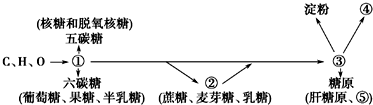 (核糖和脱氧核糖)
五碳糖
淀粉 ④
C、H、O ① ③
六碳糖 ② 糖原
(葡萄糖、果糖、半乳糖) (蔗糖、麦芽糖、乳糖) (肝糖原、⑤)